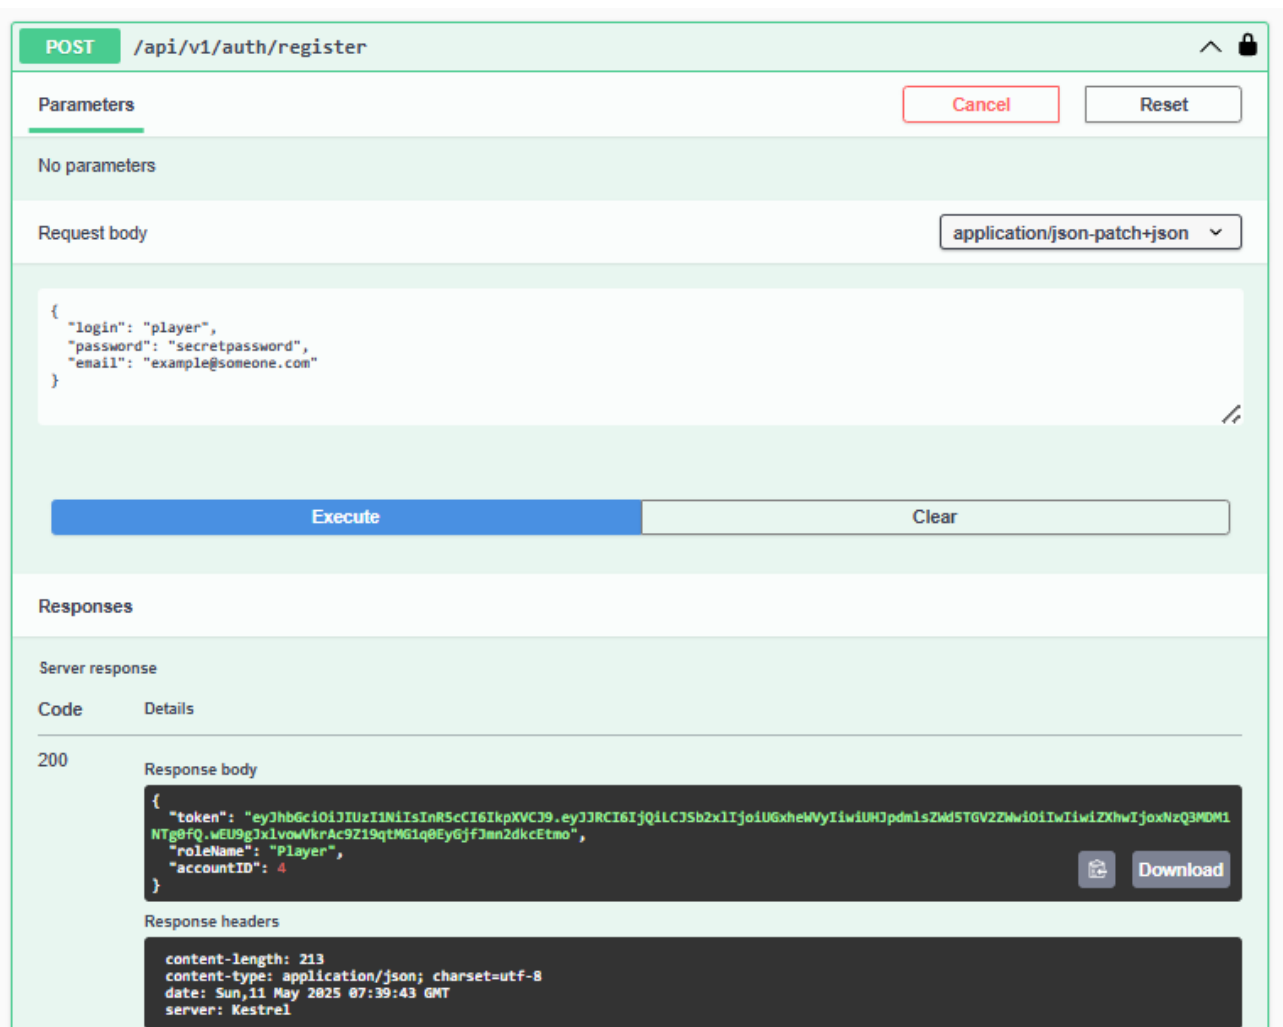 POST /api/v1/auth/register
Parameters
Cancel
Reset
No parameters
Request body
application/json-patch+json
{
"login": "player",
"password": "secretpassword",
"email": "example@someone.com"
}
Execute
Clear
Responses
Server response
Code Details
200
Response body
{
"token": "eyJhbGciOiJIUzI1NiIsInR5cCI6IkpXVCJ9.eyJJRCI6IjQiLCJSb2xlIjoiUGxheWVyIiwiUHJpdmlsZWd5TGV2ZWwiOiIwIiwiZXhwIjoxNzQ3MDM1
NTg0fQ.wEU9gJxlvowVkrAc9Z19qtMG1q0EyGjfJmn2dkcEtmo",
"roleName": "Player",
"accountID": 4
}
Download
Response headers
content-length: 213
content-type: application/json; charset=utf-8
date: Sun,11 May 2025 07:39:43 GMT
server: Kestrel